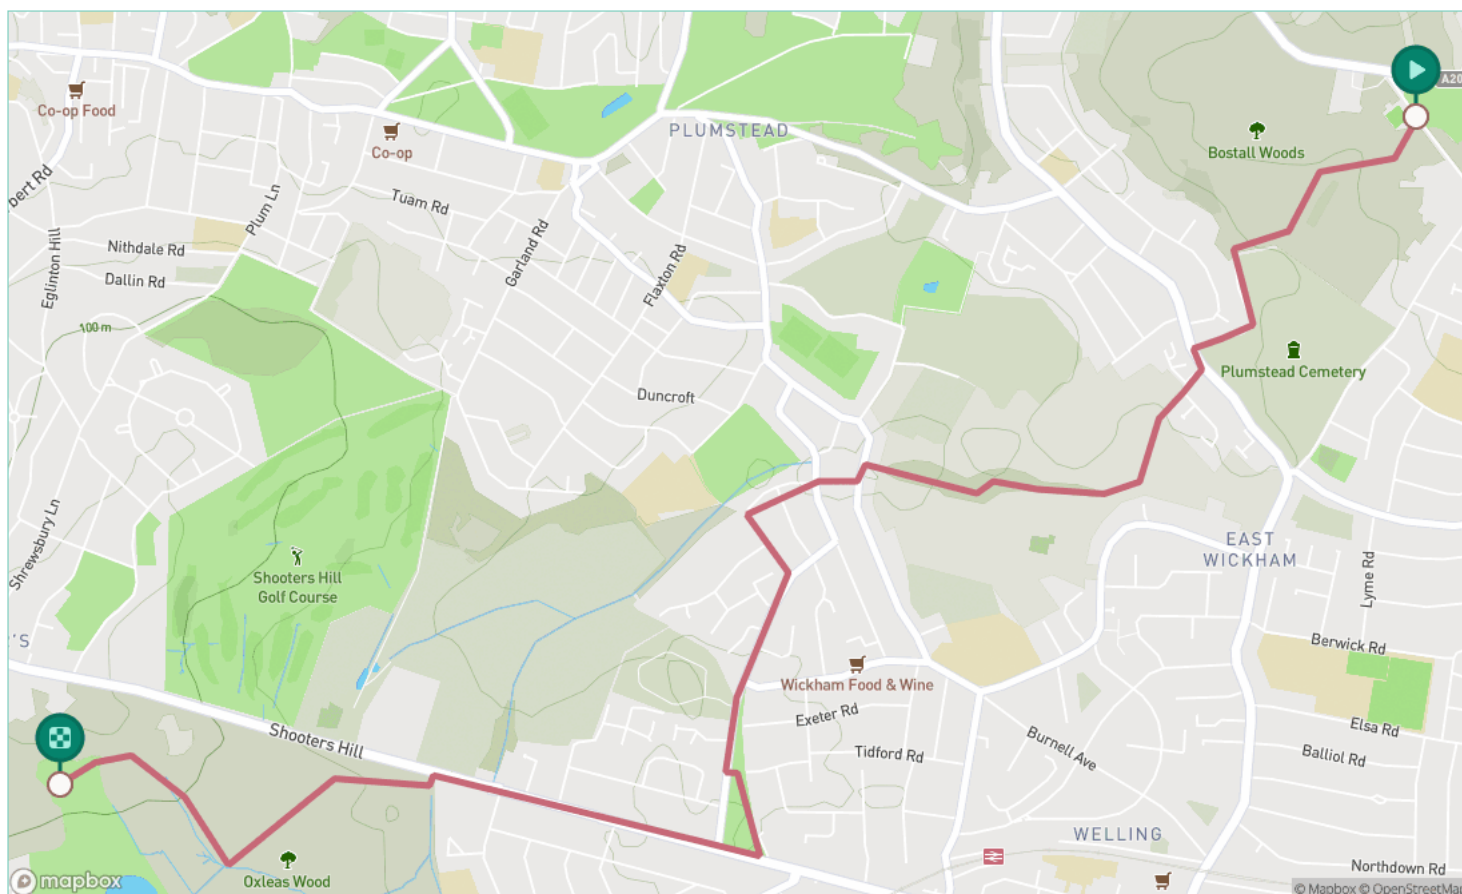 A20
Co-op Food
PLUMSTEAD
Bostall Woods
Co-op
bert Rd
Tuam Rd
Plum Ln
Nithdale Rd
Garland Rd
Eglinton Hill
Dallin Rd
Flaxton Rd
100 m
Plumstead Cemetery
Duncroft
Shrewsbury Ln
EAST
WICKHAM
Shooters Hill
Golf Course
Lyme Rd
'S
Berwick Rd
Wickham Food & Wine
Exeter Rd
Elsa Rd
Shooters Hill
Burnell Ave
Tidford Rd
Balliol Rd
WELLING
Northdown Rd
Oxleas Wood
mapbox
© Mapbox © OpenStreetMap